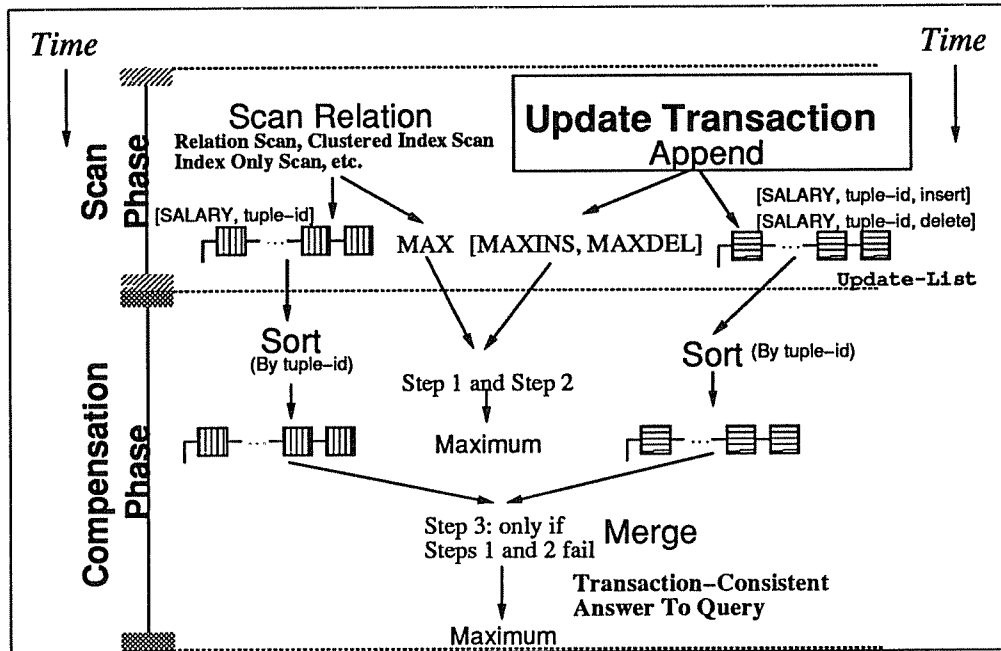 Time
Time
Scan Phase
Scan Relation
Relation Scan, Clustered Index Scan
Index Only Scan, etc.
Update Transaction
Append
[SALARY, tuple-id]
MAX [MAXINS, MAXDEL]
[SALARY, tuple-id, insert]
[SALARY, tuple-id, delete]
Update-List
Compensation Phase
Sort
(By tuple-id)
Step 1 and Step 2
Sort (By tuple-id)
Maximum
Step 3: only if
Steps 1 and 2 fail
Merge
Transaction-Consistent
Answer To Query
Maximum